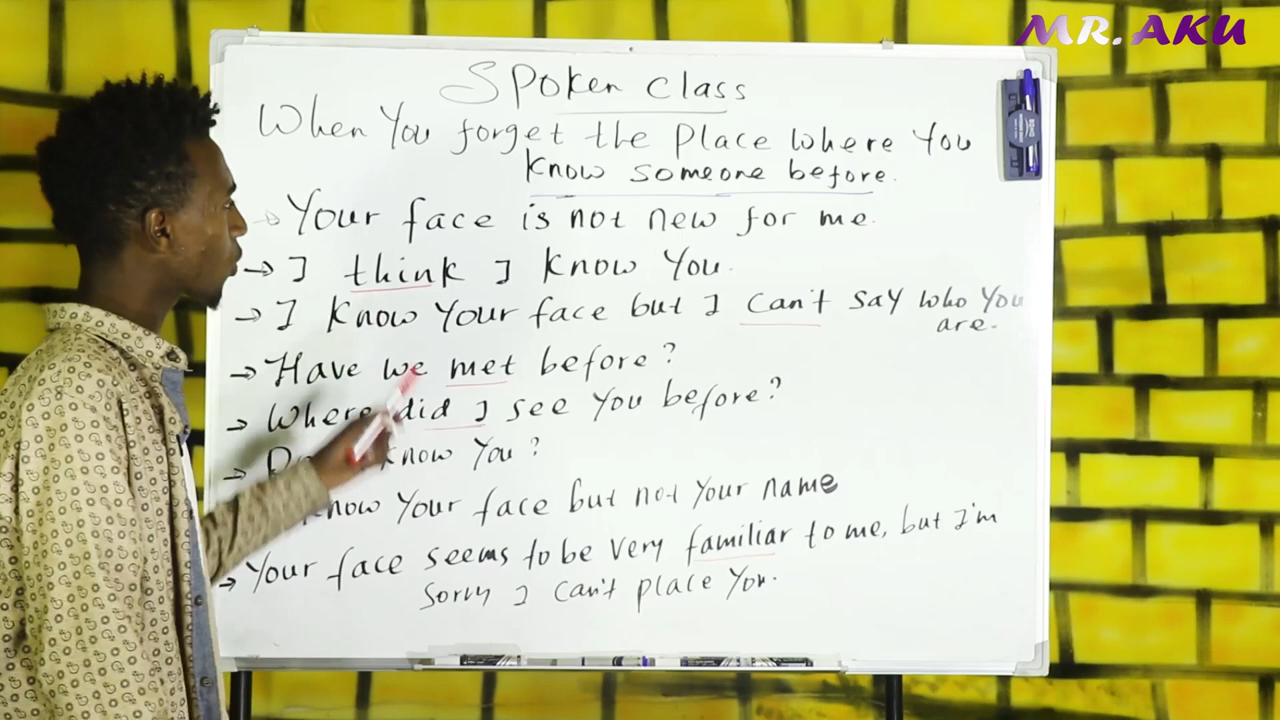 MR. AKU
Spoken class
When You forget the Place where You
know someone before.
Your face is not new for me.
→ I think I know You.
→ I know Your face but I can't say who you
are.
→ Have we met before?
→ Where did I see you before?
→ know You?
know Your face but not Your name
→ Your face seems to be very familiar to me, but I'm
Sorry I can't place You.